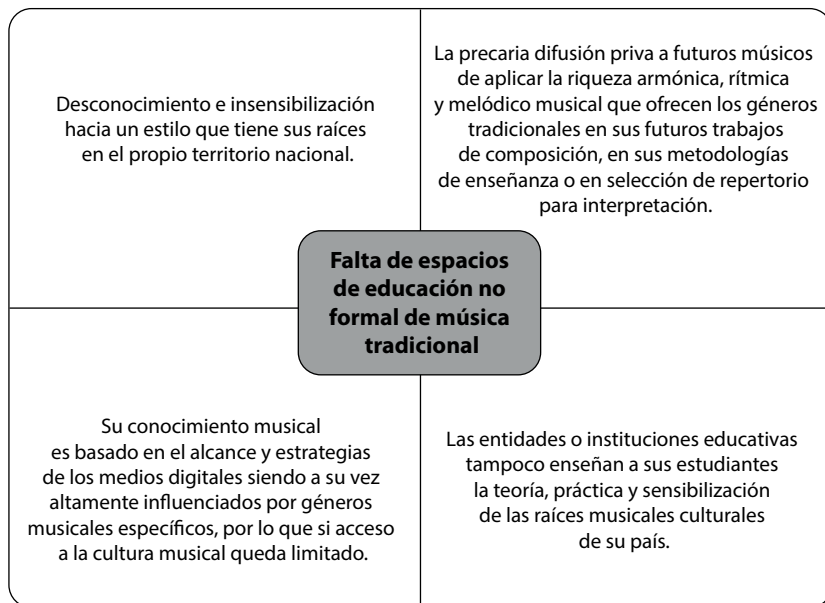 Desconocimiento e insensibilización
hacia un estilo que tiene sus raíces
en el propio territorio nacional.
La precaria difusión priva a futuros músicos
de aplicar la riqueza armónica, rítmica
y melódico musical que ofrecen los géneros
tradicionales en sus futuros trabajos
de composición, en sus metodologías
de enseñanza o en selección de repertorio
para interpretación.
Falta de espacios
de educación no
formal de música
tradicional
Su conocimiento musical
es basado en el alcance y estrategias
de los medios digitales siendo a su vez
altamente influenciados por géneros
musicales específicos, por lo que si acceso
a la cultura musical queda limitado.
Las entidades o instituciones educativas
tampoco enseñan a sus estudiantes
la teoría, práctica y sensibilización
de las raíces musicales culturales
de su país.